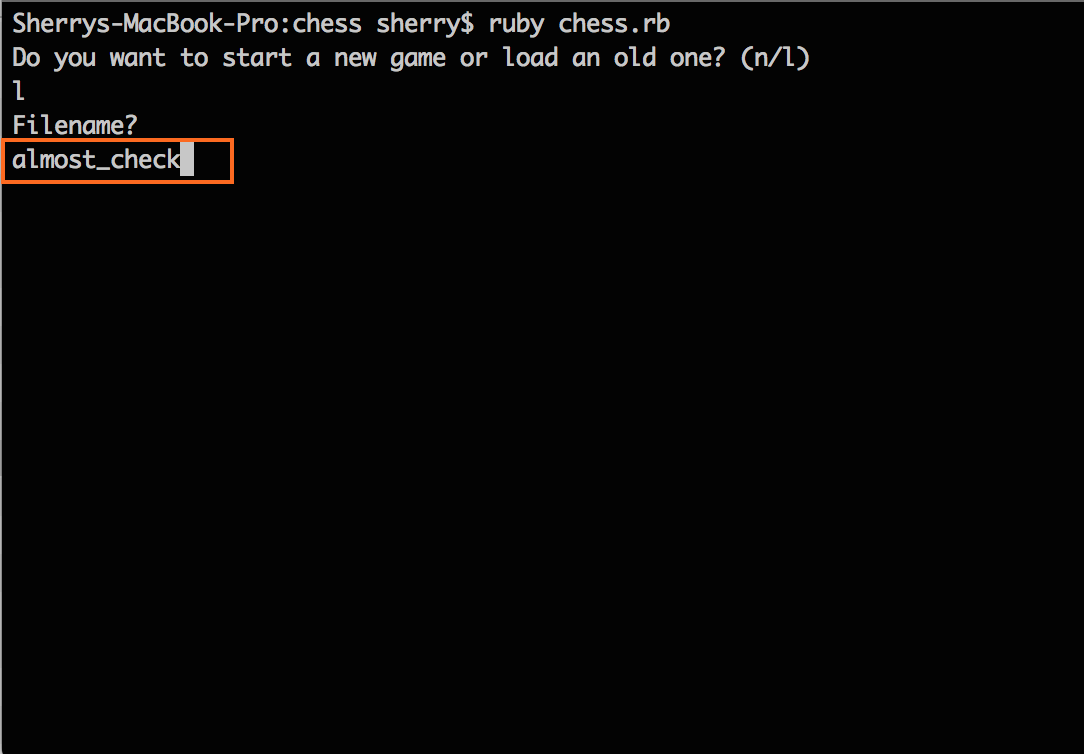 Sherrys-MacBook-Pro:chess sherry$ ruby chess.rb
Do you want to start a new game or load an old one? (n/l)
l
Filename?
almost_check